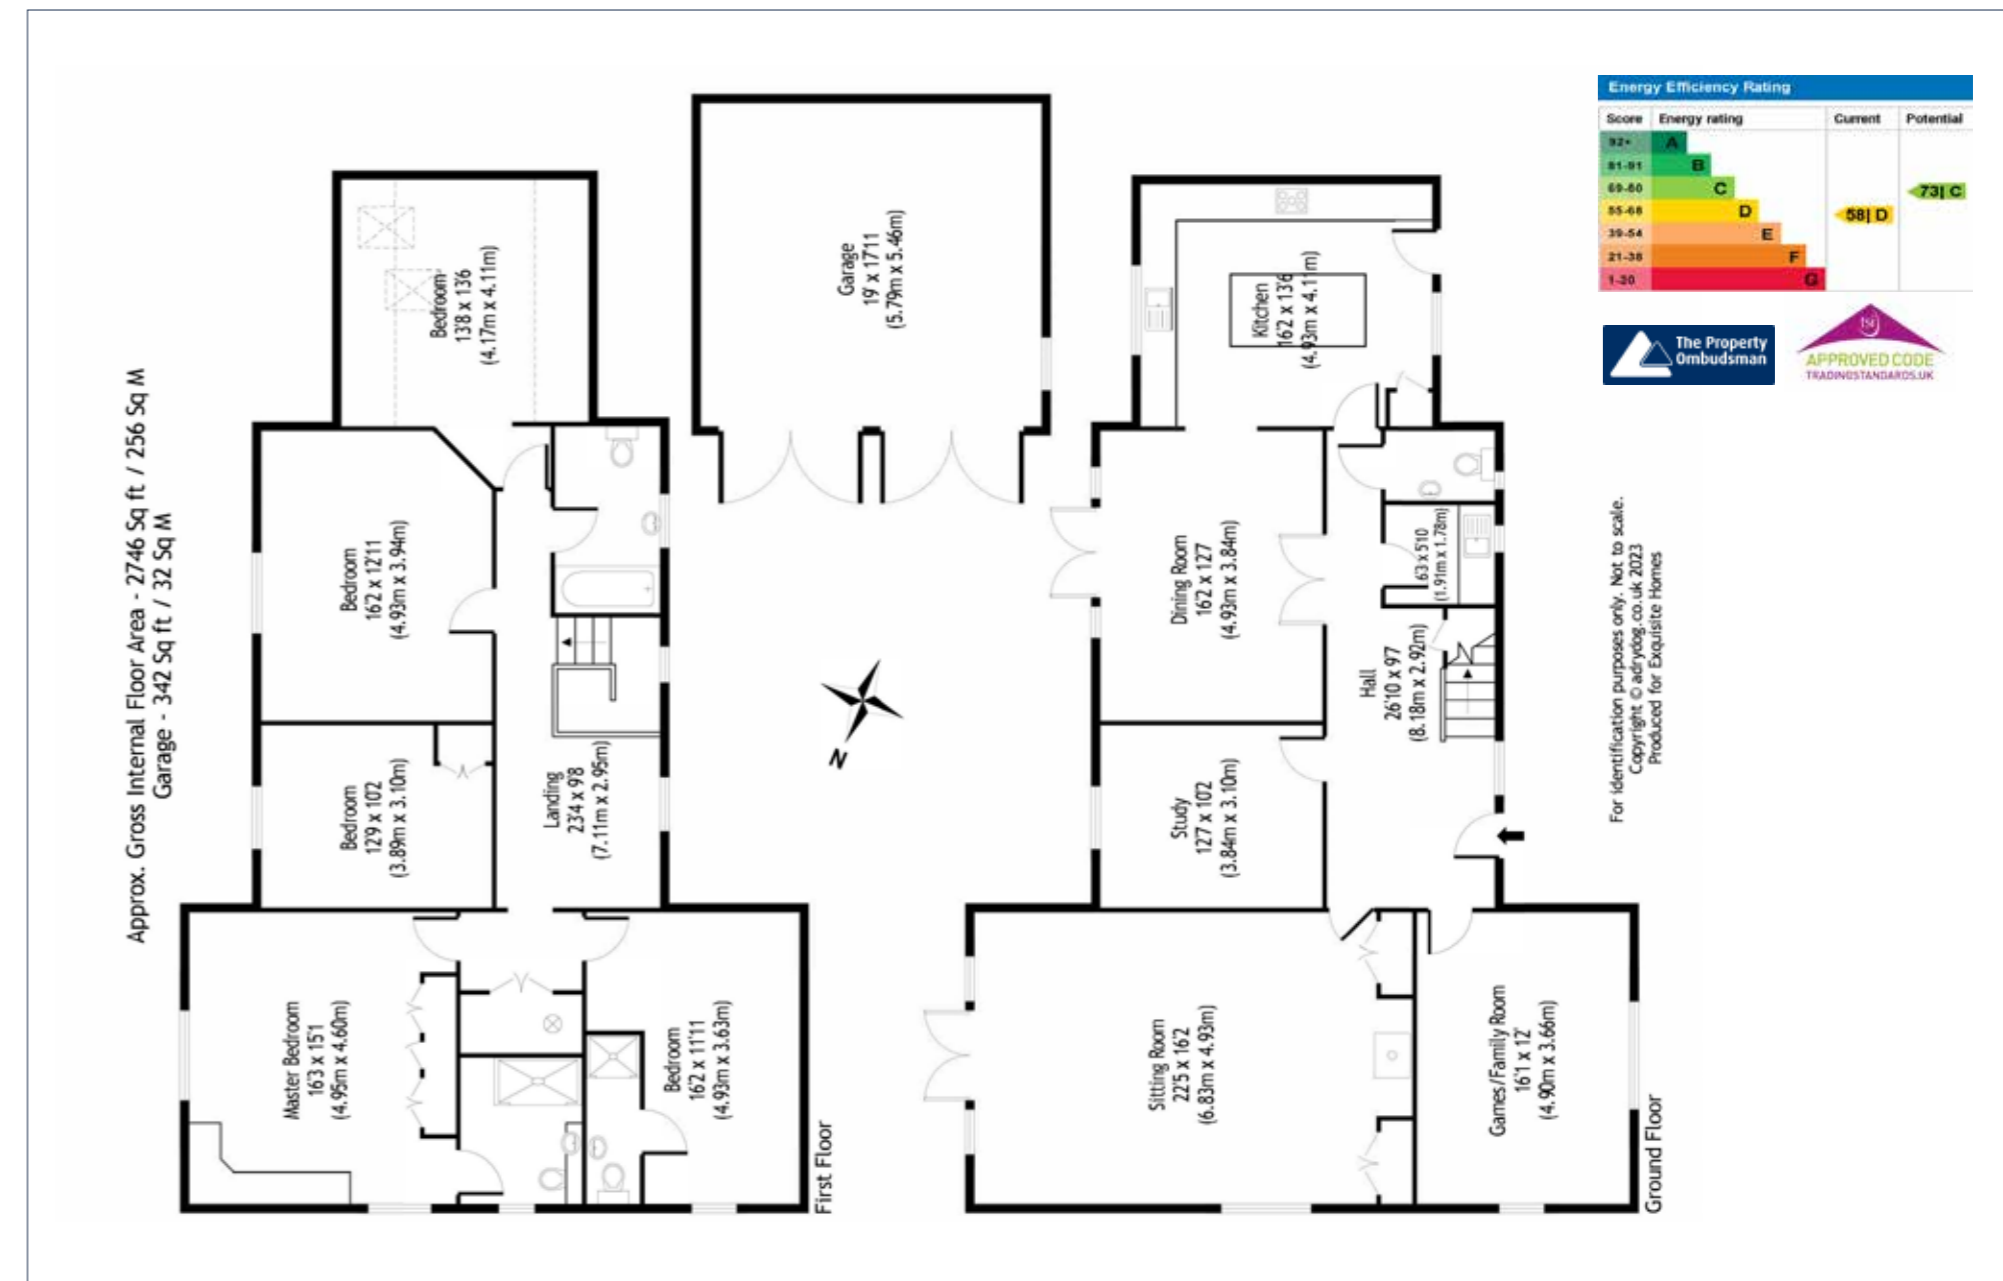 Approx. Gross Internal Floor Area - 2746 Sq ft / 256 Sq M
Garage - 342 Sq ft / 32 Sq M
Bedroom
13'8 x 13'6
(4.17m x 4.11m)
Bedroom
16'2 x 12'11
(4.93m x 3.94m)
Bedroom
12'9 x 10'2
(3.89m x 3.10m)
Landing
23'4 x 9'8
(7.11m x 2.95m)
Master Bedroom
16'3 x 15'1
(4.95m x 4.60m)
Bedroom
16'2 x 11'11
(4.93m x 3.63m)
First Floor
Garage
19' x 17'11
(5.79m x 5.46m)
N
Kitchen
16'2 x 13'6
(4.93m x 4.11m)
Dining Room
16'2 x 12'7
(4.93m x 3.84m)
6'3 x 5'10
(1.91m x 1.78m)
Hall
26'10 x 9'7
(8.18m x 2.92m)
Study
12'7 x 10'2
(3.84m x 3.10m)
Sitting Room
22'5 x 16'2
(6.83m x 4.93m)
Games/Family Room
16'1 x 12'
(4.90m x 3.66m)
Ground Floor
Energy Efficiency Rating
Score Energy rating Current Potential
92+ A
81-91 B
69-80 C 73| C
55-68 D 58| D
39-54 E
21-38 F
1-20 G
The Property
Ombudsman
tsi
APPROVED CODE
TRADINGSTANDARDS.UK
For identification purposes only. Not to scale.
Copyright © adrydog.co.uk 2023
Produced for Exquisite Homes